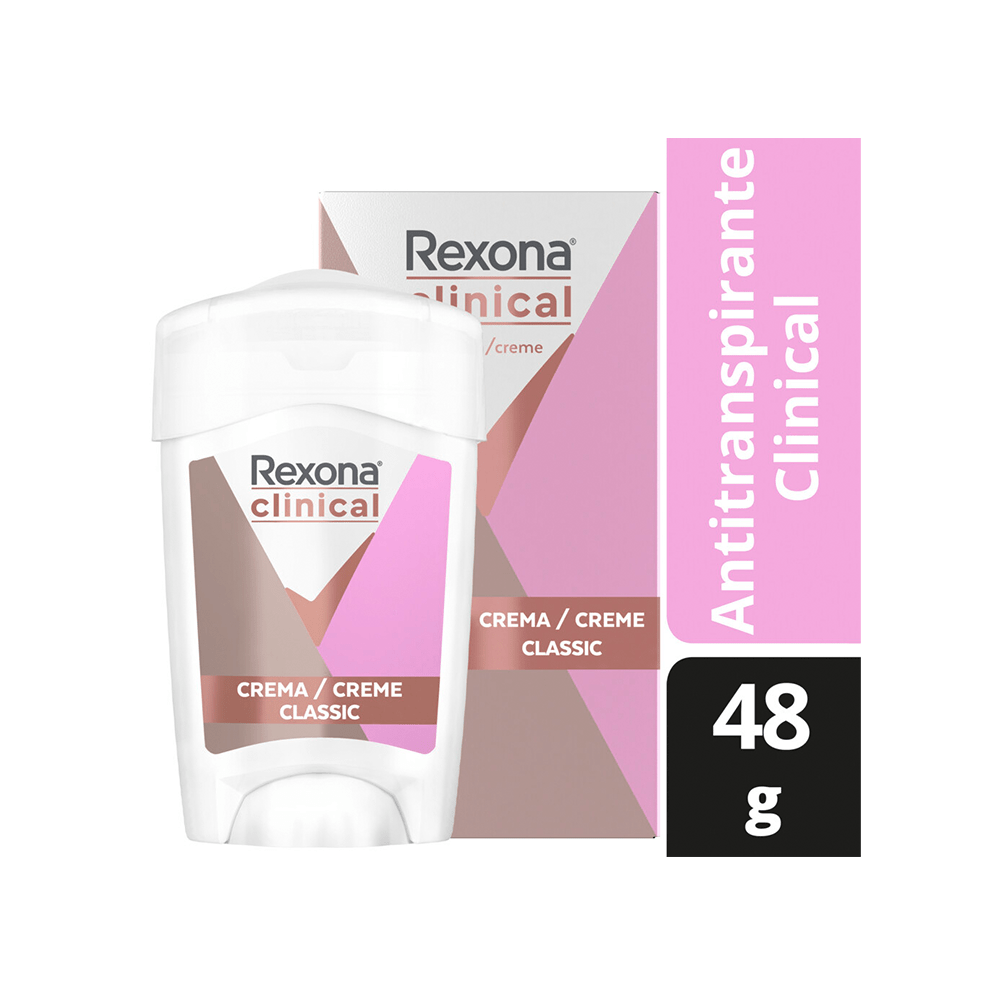 Rexona®
clinical
/creme
CREMA / CREME
CLASSIC
Rexona®
clinical
CREMA / CREME
CLASSIC
Antitranspirante
Clinical
48
g